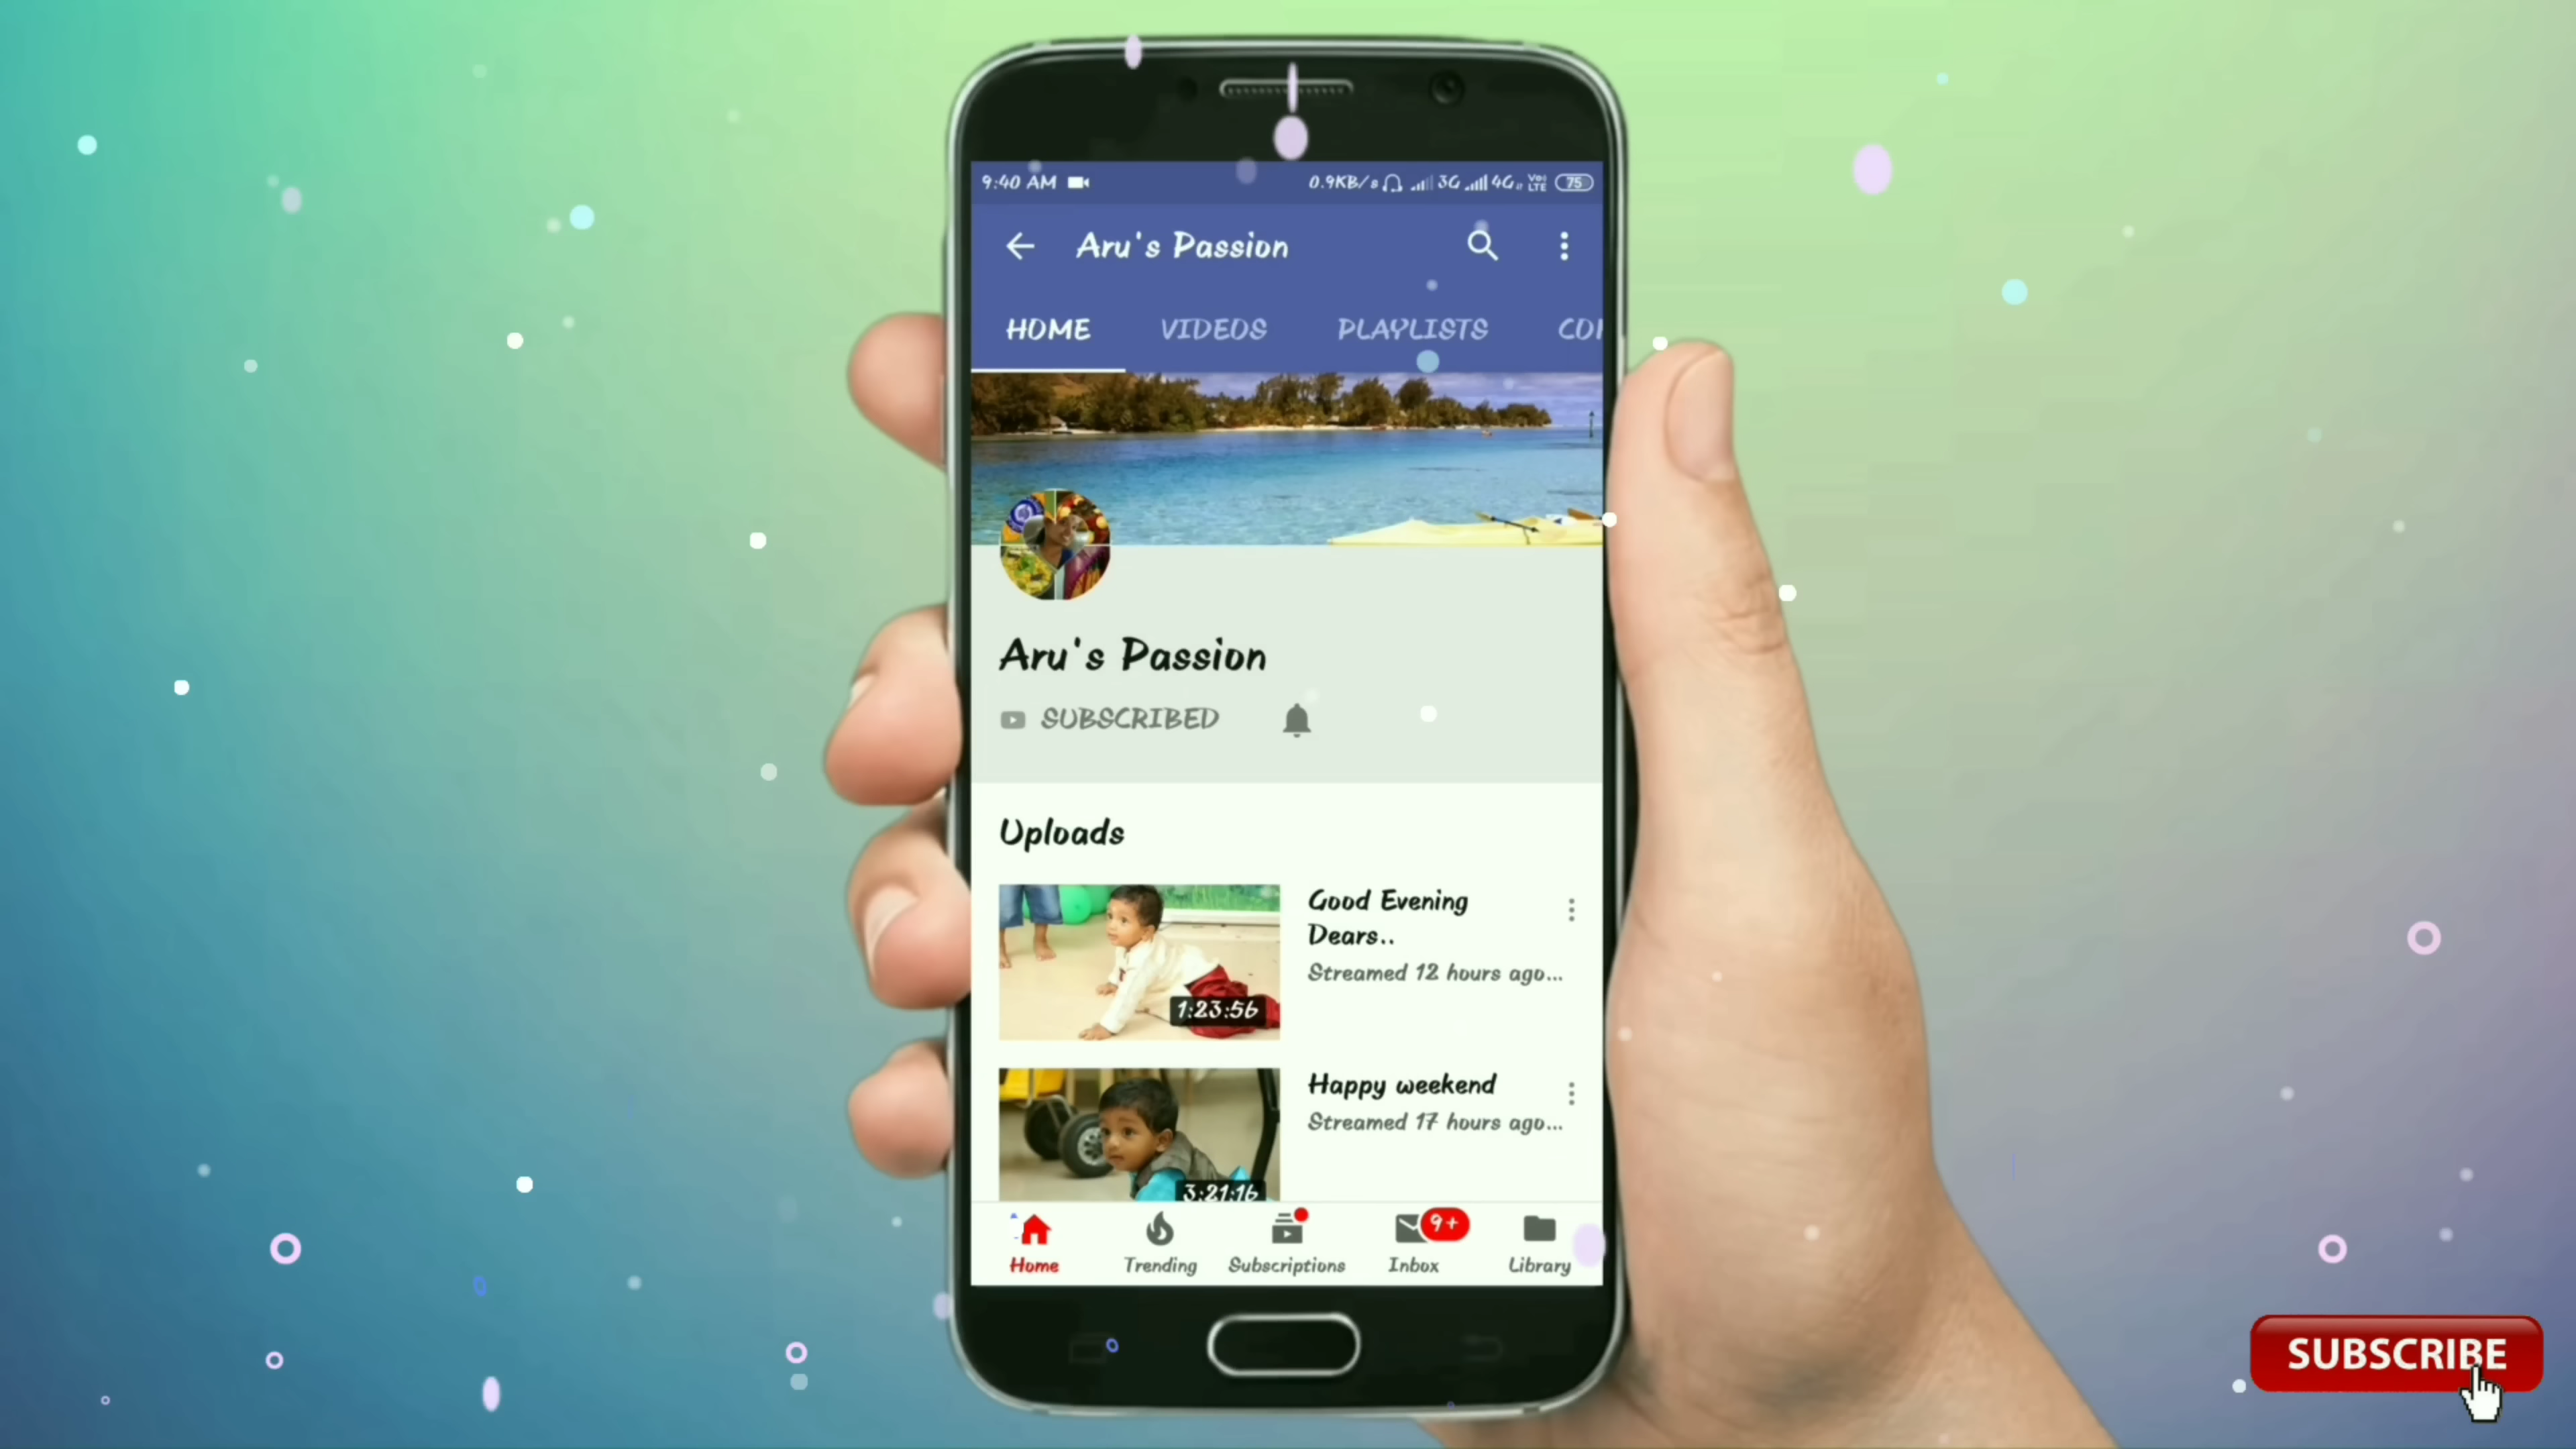 9:40 AM 0.9KB/s 3G 4G Vo) LTE 75
Aru's Passion
HOME VIDEOS PLAYLISTS
Aru's Passion
SUBSCRIBED
Uploads
Good Evening
Dears..
Streamed 12 hours ago...
1:23:56
Happy weekend
Streamed 17 hours ago...
3:21:16
9+
Home Trending Subscriptions Inbox Library
SUBSCRIBE